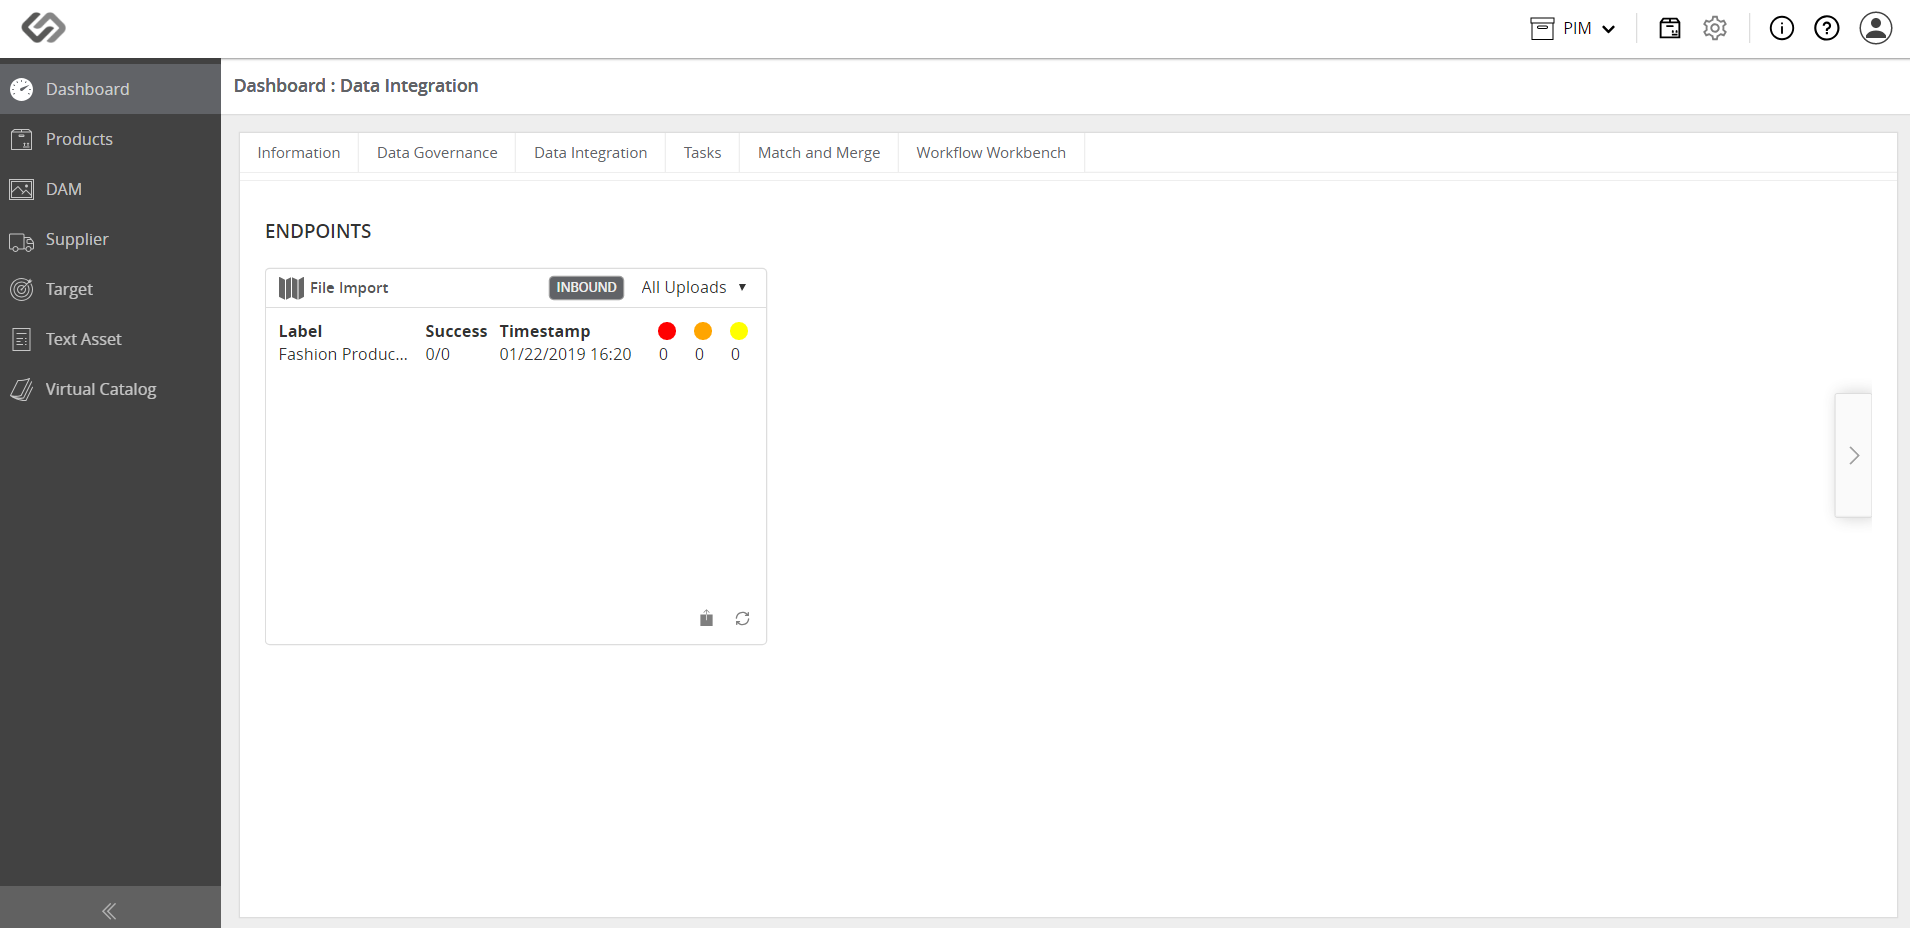 PIM
Dashboard
Products
DAM
Supplier
Target
Text Asset
Virtual Catalog
Dashboard : Data Integration
Information
Data Governance
Data Integration
Tasks
Match and Merge
Workflow Workbench
ENDPOINTS
File Import
INBOUND
All Uploads
Label Success Timestamp
Fashion Produc... 0/0 01/22/2019 16:20 0 0 0